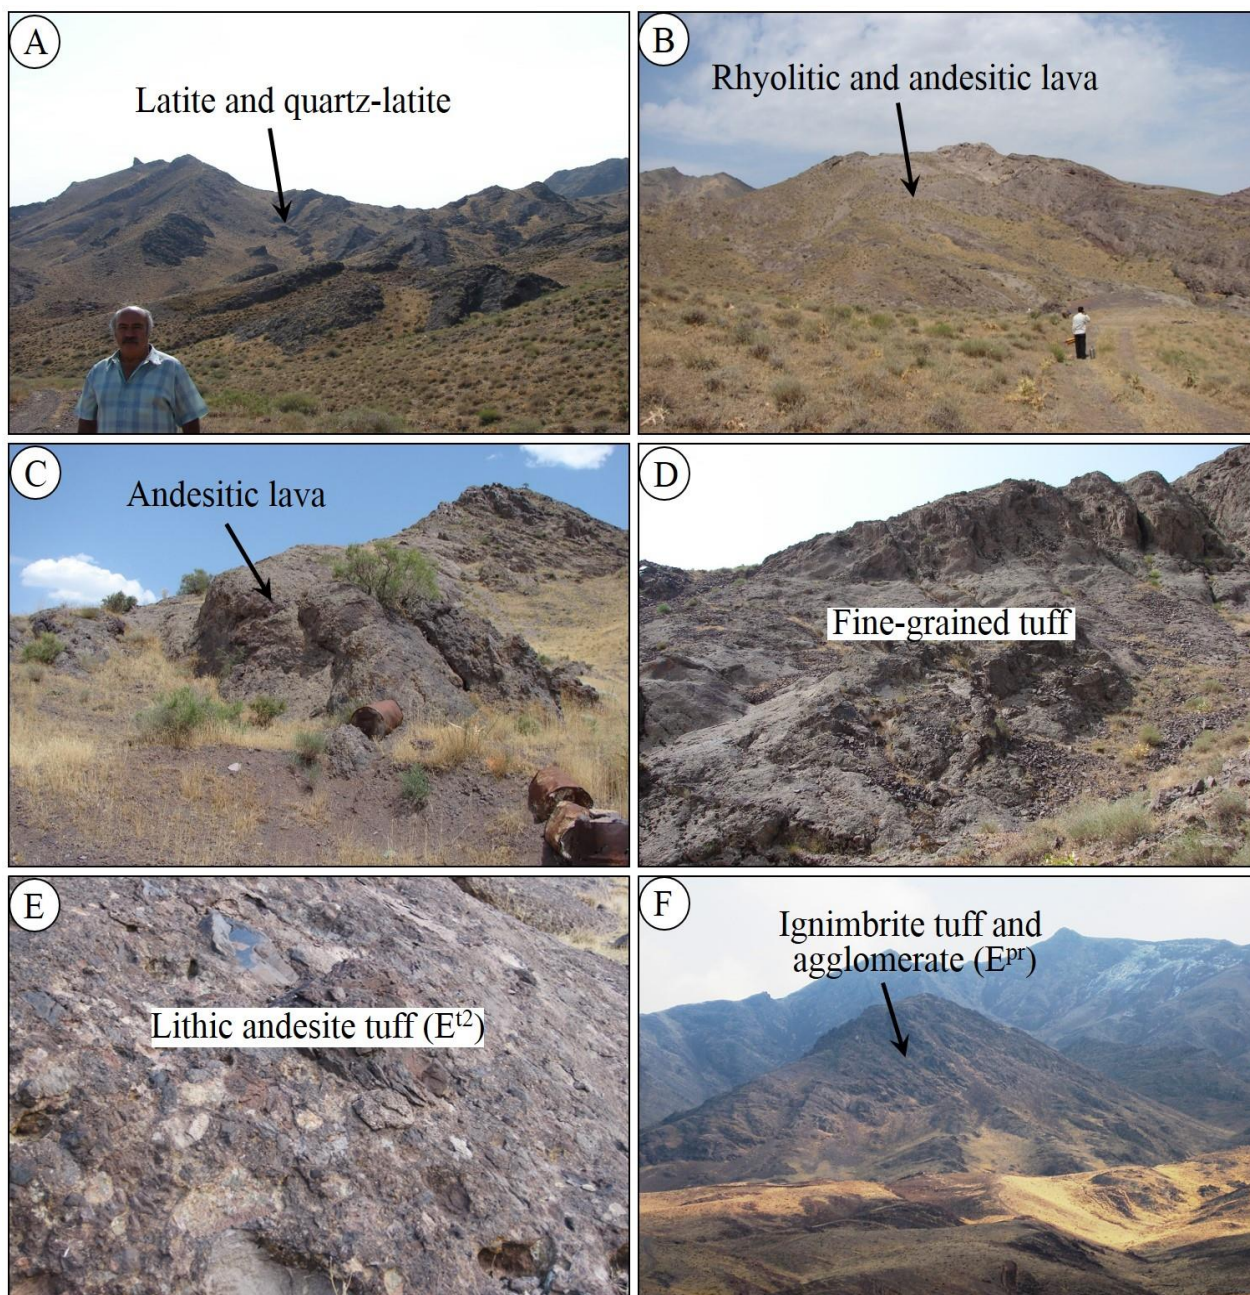 A
Latite and quartz-latite
B
Rhyolitic and andesitic lava
C
Andesitic lava
D
Fine-grained tuff
E
Lithic andesite tuff (Eᵗ²)
F
Ignimbrite tuff and
agglomerate (Eᵖʳ)